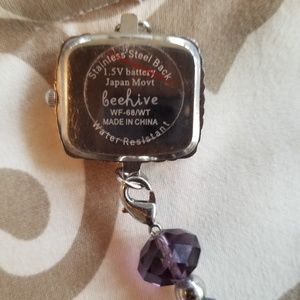 Stainless Steel Back
1.5V battery
Japan Movt
beehive
WF-68/WT
MADE IN CHINA
Water Resistant